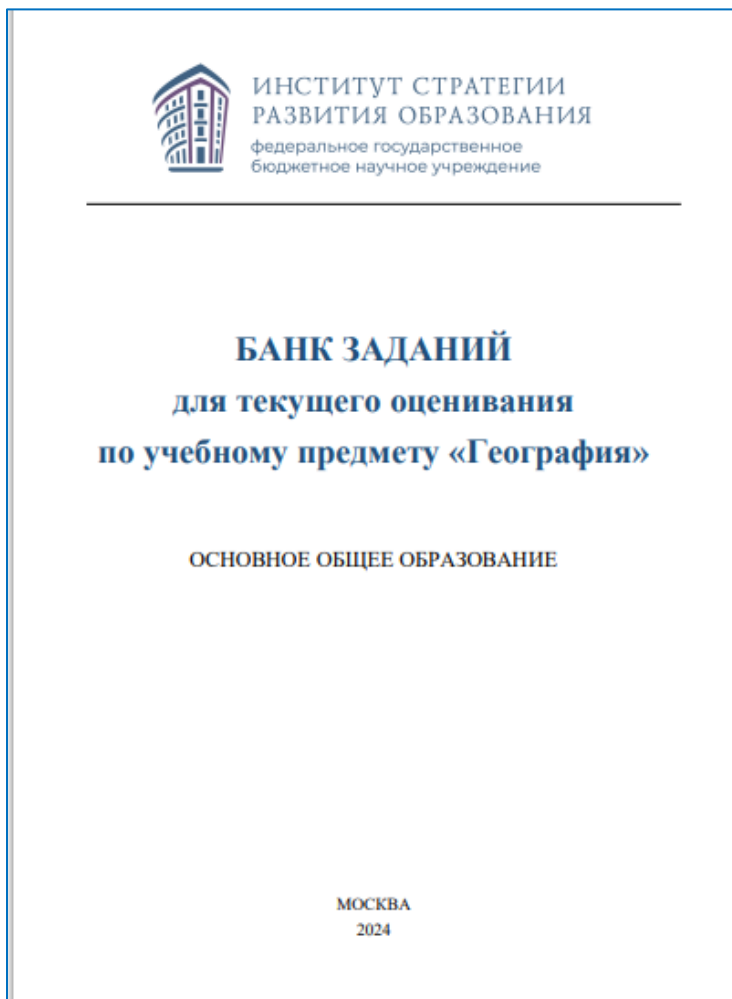 ИНСТИТУТ СТРАТЕГИИ
РАЗВИТИЯ ОБРАЗОВАНИЯ
федеральное государственное
бюджетное научное учреждение
БАНК ЗАДАНИЙ
для текущего оценивания
по учебному предмету «География»
ОСНОВНОЕ ОБЩЕЕ ОБРАЗОВАНИЕ
МОСКВА
2024